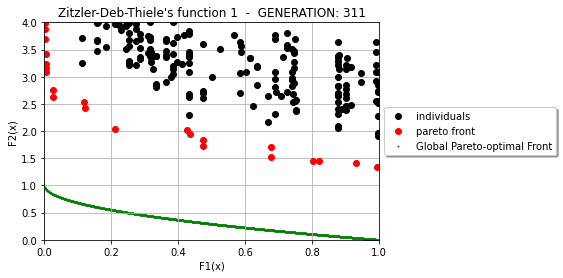 Zitzler-Deb-Thiele's function 1 - GENERATION: 311
4.0
3.5
3.0
2.5
2.0
1.5
1.0
0.5
0.0
F2(x)
0.0 0.2 0.4 0.6 0.8 1.0
F1(x)
individuals
pareto front
Global Pareto-optimal Front